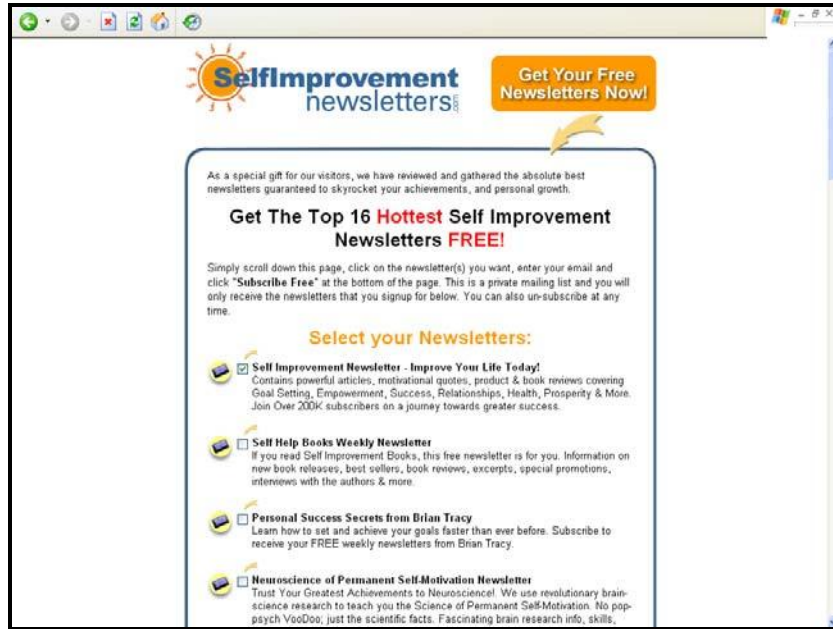 SelfImprovement
newsletters.com
Get Your Free
Newsletters Now!
As a special gift for our visitors, we have reviewed and gathered the absolute best
newsletters guaranteed to skyrocket your achievements, and personal growth.
Get The Top 16 Hottest Self Improvement
Newsletters FREE!
Simply scroll down this page, click on the newsletter(s) you want, enter your email and
click "Subscribe Free" at the bottom of the page. This is a private mailing list and you will
only receive the newsletters that you signup for below. You can also un-subscribe at any
time.
Select your Newsletters:
Self Improvement Newsletter - Improve Your Life Today!
Contains powerful articles, motivational quotes, product & book reviews covering
Goal Setting, Empowerment, Success, Relationships, Health, Prosperity & More.
Join Over 200K subscribers on a journey towards greater success.
Self Help Books Weekly Newsletter
If you read Self Improvement Books, this free newsletter is for you. Information on
new book releases, best sellers, book reviews, excerpts, special promotions,
interviews with the authors & more.
Personal Success Secrets from Brian Tracy
Learn how to set and achieve your goals faster than ever before. Subscribe to
receive your FREE weekly newsletters from Brian Tracy.
Neuroscience of Permanent Self-Motivation Newsletter
Trust Your Greatest Achievements to Neuroscience!. We use revolutionary brain-
science research to teach you the Science of Permanent Self-Motivation. No pop-
psych VooDoo; just the scientific facts. Fascinating brain research info, skills,